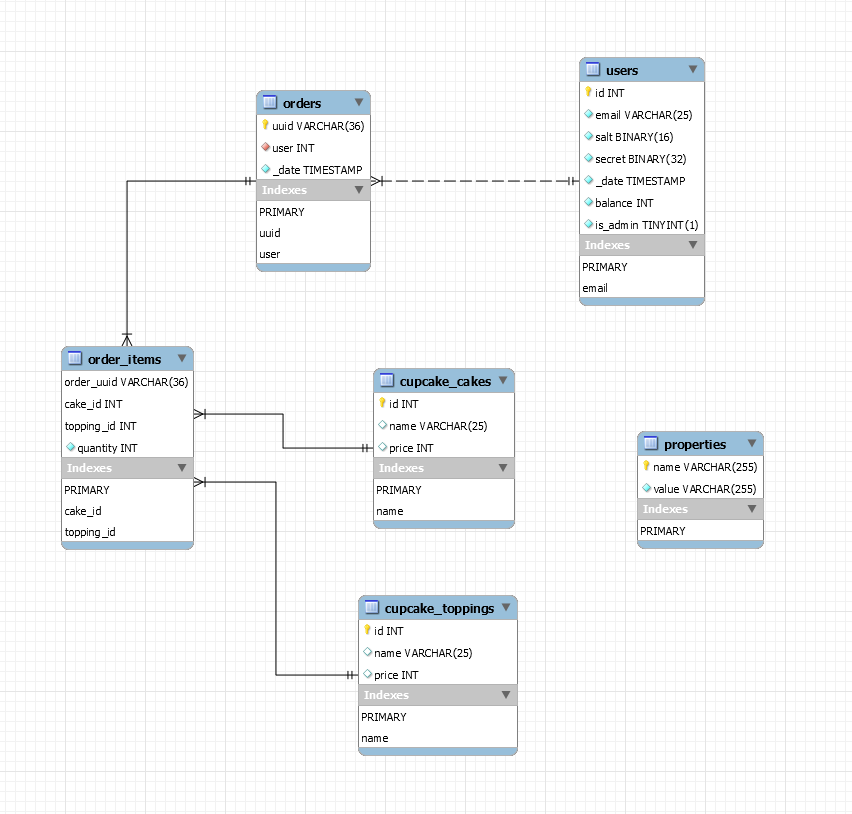 orders
uuid VARCHAR(36)
user INT
_date TIMESTAMP
Indexes
PRIMARY
uuid
user
users
id INT
email VARCHAR(25)
salt BINARY(16)
secret BINARY(32)
_date TIMESTAMP
balance INT
is_admin TINYINT(1)
Indexes
PRIMARY
email
order_items
order_uuid VARCHAR(36)
cake_id INT
topping_id INT
quantity INT
Indexes
PRIMARY
cake_id
topping_id
cupcake_cakes
id INT
name VARCHAR(25)
price INT
Indexes
PRIMARY
name
properties
name VARCHAR(255)
value VARCHAR(255)
Indexes
PRIMARY
cupcake_toppings
id INT
name VARCHAR(25)
price INT
Indexes
PRIMARY
name